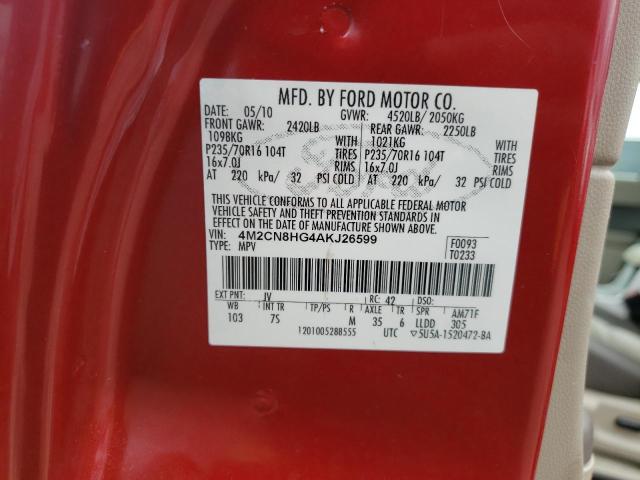 MFD. BY FORD MOTOR CO.
DATE: 05/10 GVWR: 4520LB/ 2050KG
FRONT GAWR: 2420LB REAR GAWR: 2250LB
1098KG WITH 1021KG WITH
P235/70R16 104T TIRES P235/70R16 104T TIRES
16x7.0J RIMS 16x7.0J RIMS
AT 220 kPa/ 32 PSI COLD AT 220 kPa/ 32 PSI COLD
THIS VEHICLE CONFORMS TO ALL APPLICABLE FEDERAL MOTOR
VEHICLE SAFETY AND THEFT PREVENTION STANDARDS IN
EFFECT ON THE DATE OF MANUFACTURE SHOWN ABOVE.
VIN: 4M2CN8HG4AKJ26599 F0093
TYPE: MPV T0233
EXT PNT: JV RC: 42 DSO:
WB INT TR TP/PS R AXLE TR SPR AM71F
103 7S M 35 6 LLDD 305
1201005288555 UTC ▽5U5A-1520472-BA
Ford